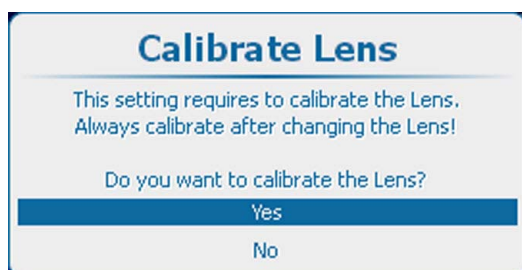 Calibrate Lens
This setting requires to calibrate the Lens.
Always calibrate after changing the Lens!
Do you want to calibrate the Lens?
Yes
No